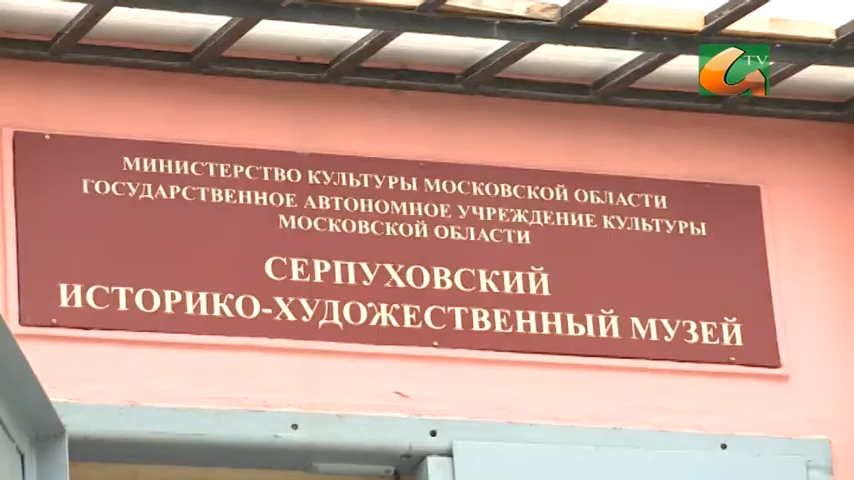 TV
МИНИСТЕРСТВО КУЛЬТУРЫ МОСКОВСКОЙ ОБЛАСТИ
ГОСУДАРСТВЕННОЕ АВТОНОМНОЕ УЧРЕЖДЕНИЕ КУЛЬТУРЫ
МОСКОВСКОЙ ОБЛАСТИ
СЕРПУХОВСКИЙ
ИСТОРИКО-ХУДОЖЕСТВЕННЫЙ МУЗЕЙ